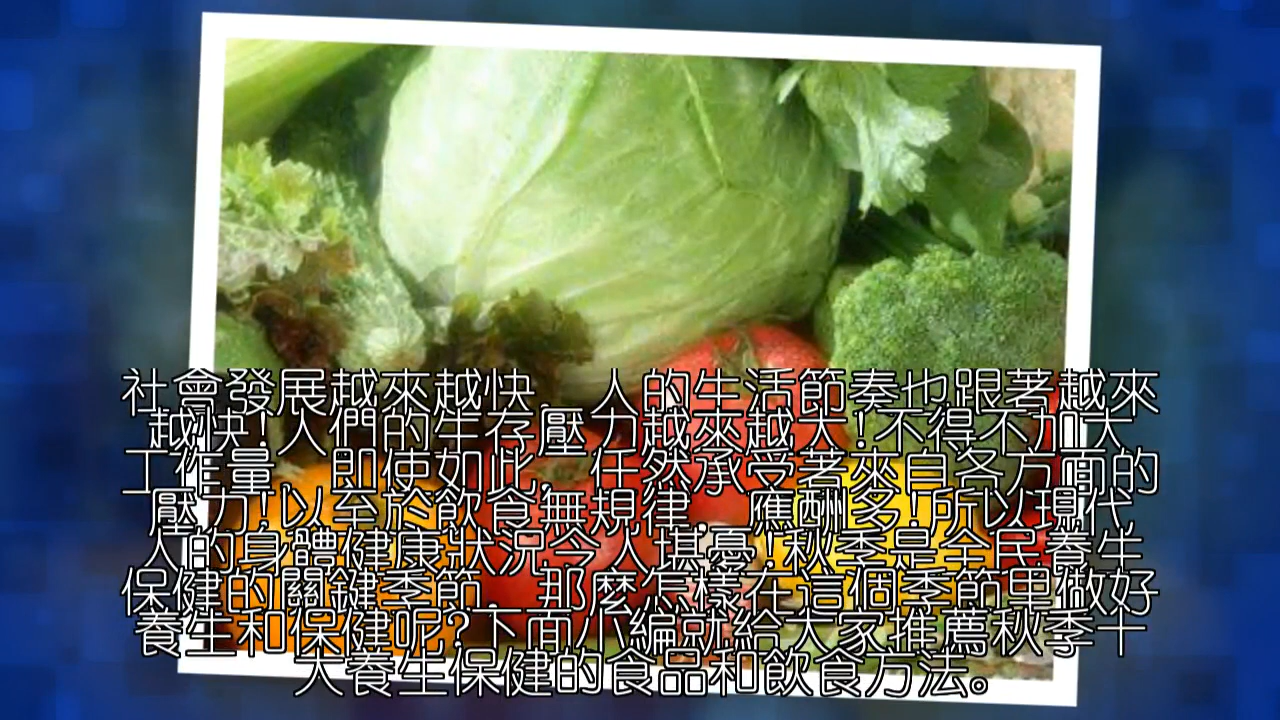 社會發展越來越快，人的生活節奏也跟著越來
越快!人們的生存壓力越來越大!不得不加大
工作量，即使如此，任然承受著來自各方面的
壓力!以至於飲食無規律，應酬多!所以現代
人的身體健康狀況令人堪憂!秋季是全民養生
保健的關鍵季節，那麼怎樣在這個季節里做好
養生和保健呢?下面小編就給大家推薦秋季十
大養生保健的食品和飲食方法。